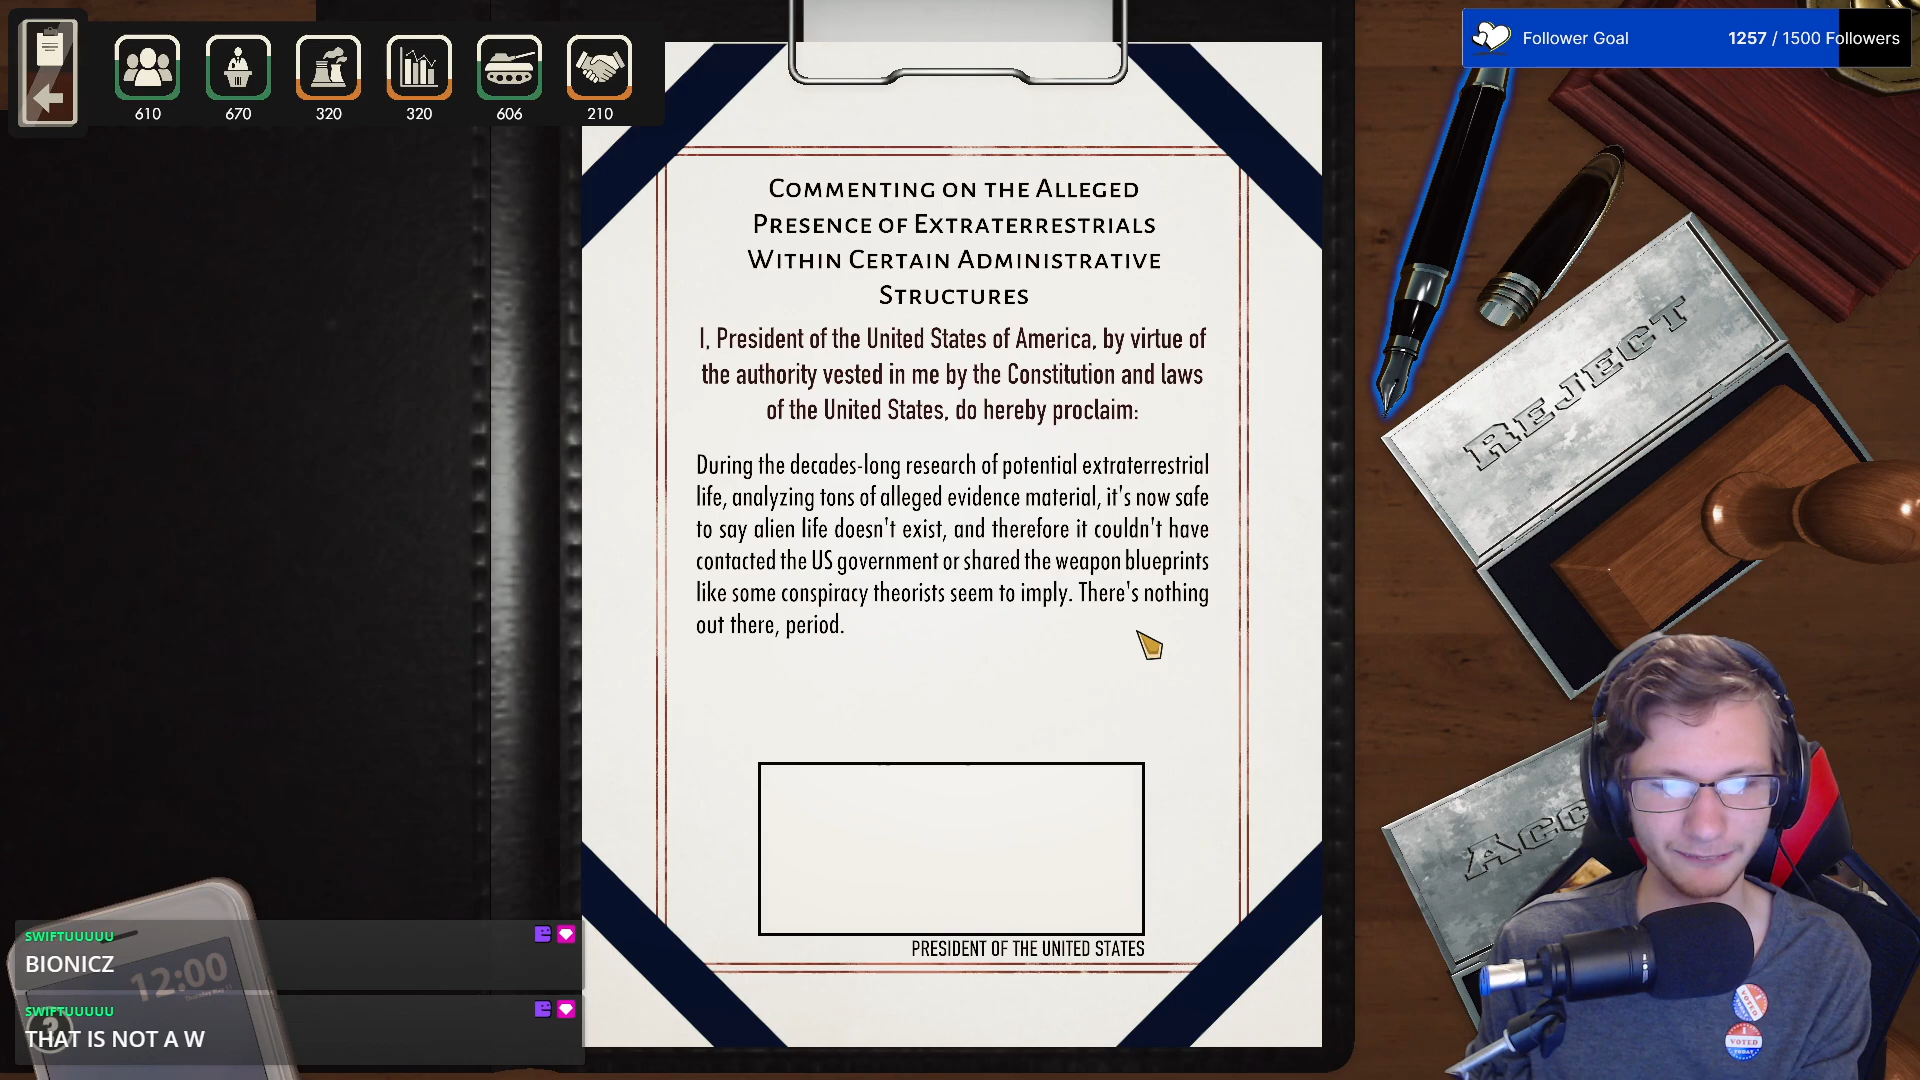 Follower Goal 1257 / 1500 Followers
610 670 320 320 606 210
COMMENTING ON THE ALLEGED
PRESENCE OF EXTRATERRESTRIALS
WITHIN CERTAIN ADMINISTRATIVE
STRUCTURES
I, President of the United States of America, by virtue of
the authority vested in me by the Constitution and laws
of the United States, do hereby proclaim:
During the decades-long research of potential extraterrestrial
life, analyzing tons of alleged evidence material, it's now safe
to say alien life doesn't exist, and therefore it couldn't have
contacted the US government or shared the weapon blueprints
like some conspiracy theorists seem to imply. There's nothing
out there, period.
PRESIDENT OF THE UNITED STATES
REJECT
SWIFTUUUUU
BIONICZ
12:00
SWIFTUUUUU
THAT IS NOT A W
?
I VOTED
I VOTED TODAY